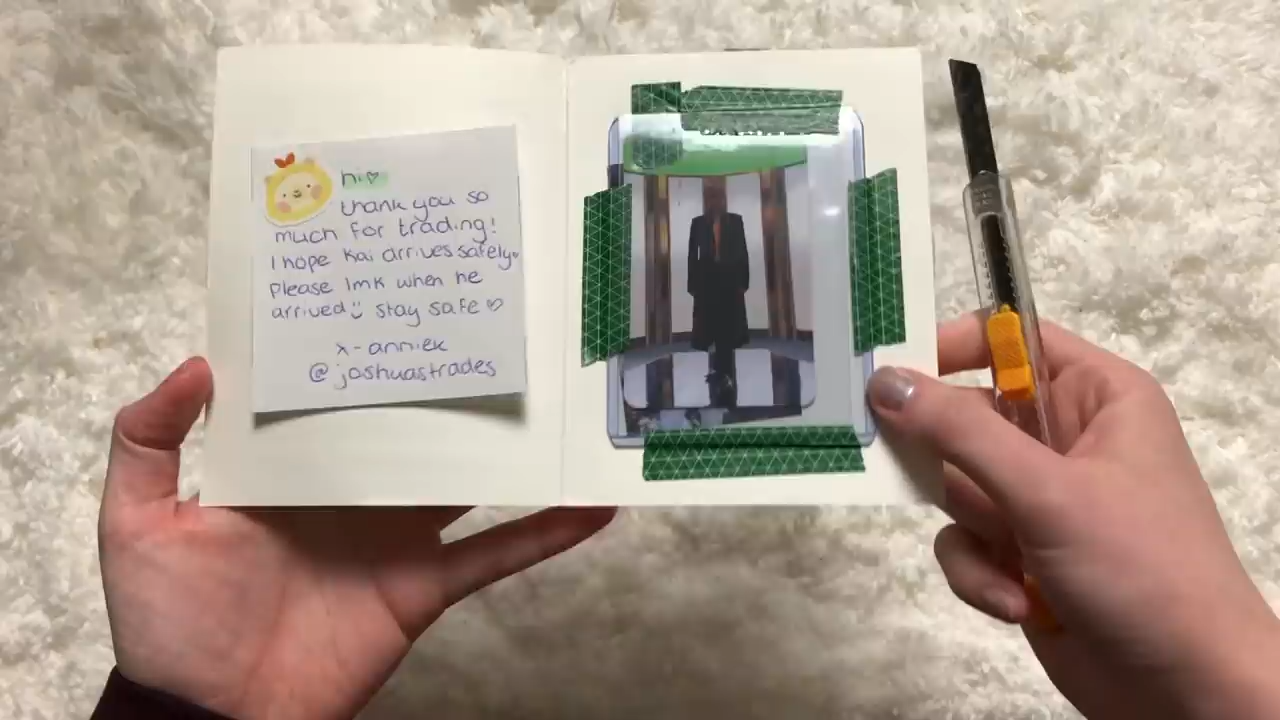 hi♡
thank you so
much for trading!
I hope Kai arrives safely♡
Please lmk when he
arrived :) stay safe ♡
x-anniek
@joshuastrades